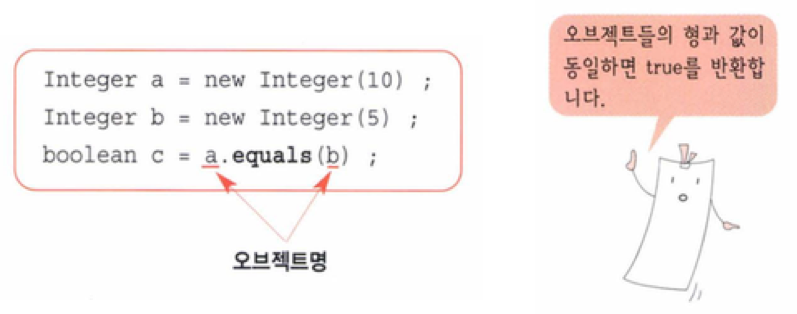 Integer a = new Integer(10) ;
Integer b = new Integer(5) ;
boolean c = a.equals(b) ;
오브젝트명
오브젝트들의 형과 값이
동일하면 true를 반환합
니다.